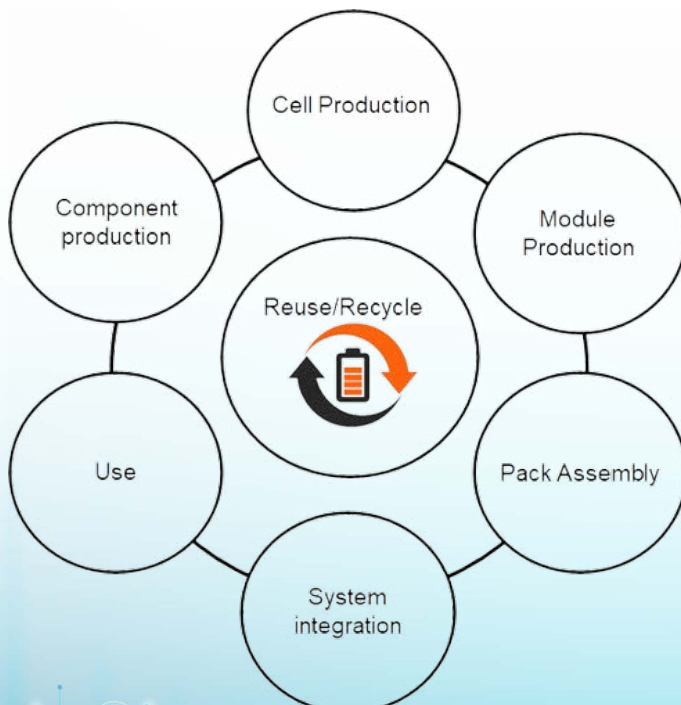 Cell Production
Component
production
Module
Production
Reuse/Recycle
Use
Pack Assembly
System
integration